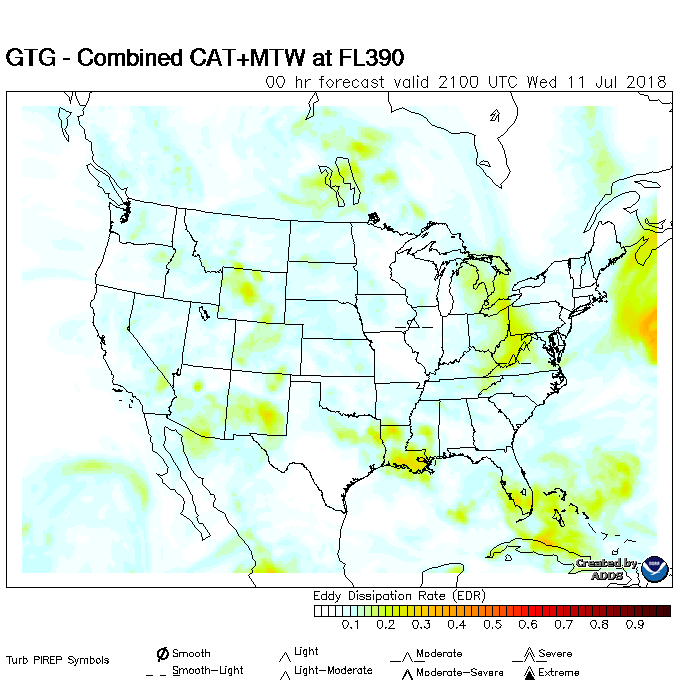 GTG - Combined CAT+MTW at FL390
00 hr forecast valid 2100 UTC Wed 11 Jul 2018
Created by
ADDS
Eddy Dissipation Rate (EDR)
0.1 0.2 0.3 0.4 0.5 0.6 0.7 0.8 0.9
Turb PIREP Symbols
Smooth
Light
Moderate
Severe
Smooth-Light
Light-Moderate
Moderate-Severe
Extreme